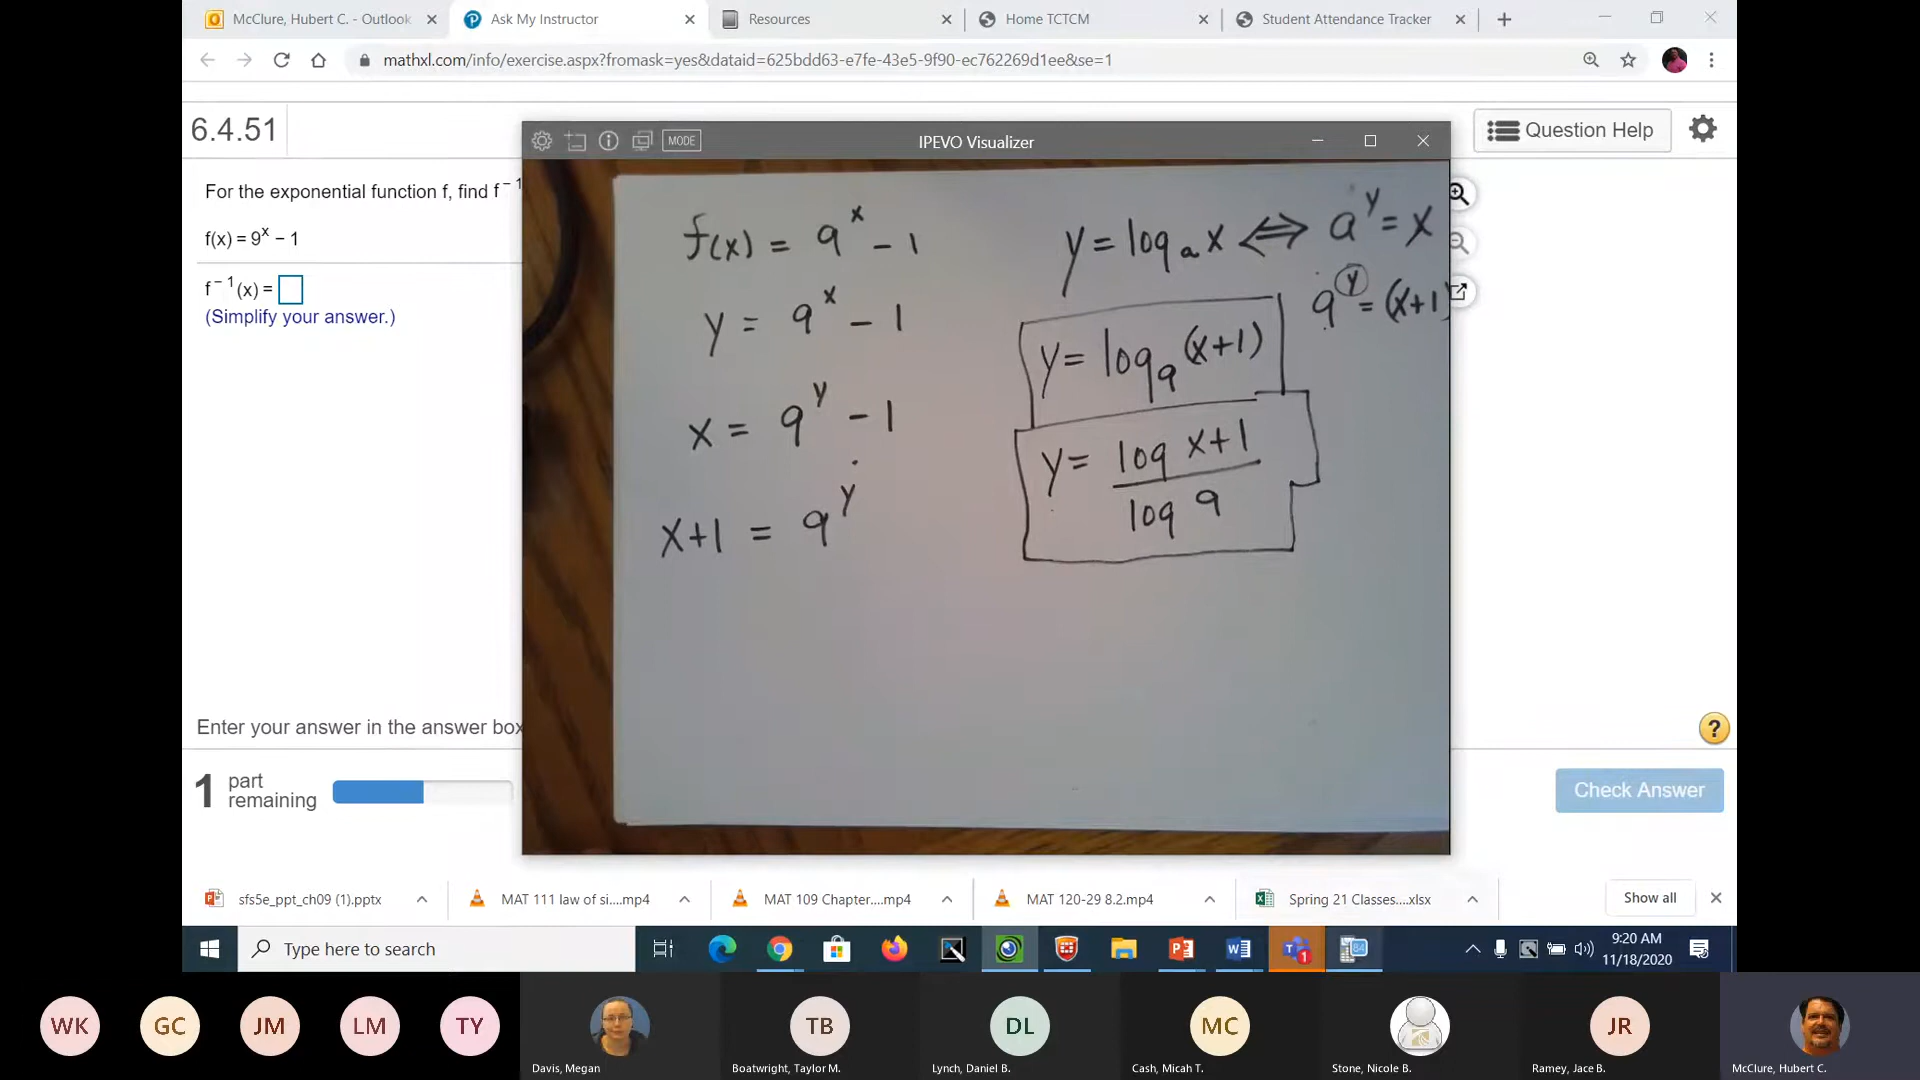 McClure, Hubert C. - Outlook
Ask My Instructor
Resources
Home TCTCM
Student Attendance Tracker
mathxl.com/info/exercise.aspx?fromask=yes&dataid=625bdd63-e7fe-43e5-9f90-ec762269d1ee&se=1
6.4.51
Question Help
For the exponential function f, find f⁻¹
f(x) = 9ˣ − 1
f⁻¹(x) =
(Simplify your answer.)
MODE
IPEVO Visualizer
f(x) = 9ˣ − 1
y = 9ˣ − 1
x = 9ʸ − 1
x+1 = 9ʸ
y = logₐ x ⇔ aʸ = x
9ʸ = (x+1)
y = log₉ (x+1)
y = log x+1 / log 9
Enter your answer in the answer box
1 part remaining
Check Answer
?
sfs5e_ppt_ch09 (1).pptx
MAT 111 law of si....mp4
MAT 109 Chapter....mp4
MAT 120-29 8.2.mp4
Spring 21 Classes....xlsx
Show all
Type here to search
9:20 AM
11/18/2020
WK
GC
JM
LM
TY
TB
DL
MC
JR
Davis, Megan
Boatwright, Taylor M.
Lynch, Daniel B.
Cash, Micah T.
Stone, Nicole B.
Ramey, Jace B.
McClure, Hubert C.